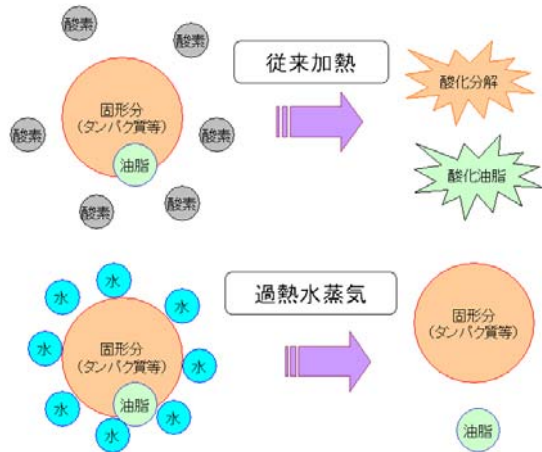 酸素
酸素
従来加熱
酸化分解
固形分
(タンパク質等)
酸素
酸素
油脂
酸化油脂
酸素
酸素
水
水
水
過熱水蒸気
固形分
(タンパク質等)
水
固形分
(タンパク質等)
水
水
油脂
水
水
油脂